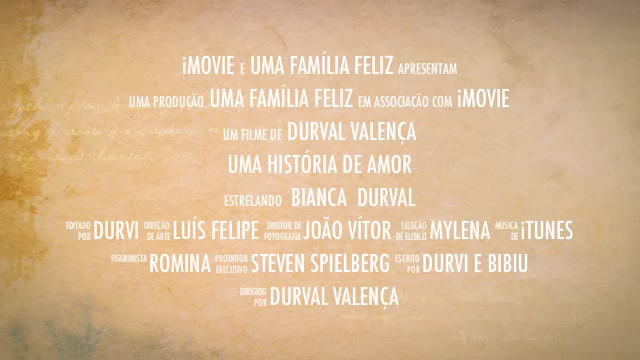 iMOVIE E UMA FAMÍLIA FELIZ APRESENTAM
UMA PRODUÇÃO UMA FAMÍLIA FELIZ EM ASSOCIAÇÃO COM iMOVIE
UM FILME DE DURVAL VALENÇA
UMA HISTÓRIA DE AMOR
ESTRELANDO BIANCA DURVAL
EDITADO POR DURVI DIREÇÃO DE ARTE LUÍS FELIPE DIRETOR DE FOTOGRAFIA JOÃO VÍTOR SELEÇÃO DE ELENCO MYLENA MÚSICA DE iTUNES
FIGURINISTA ROMINA PRODUTOR EXECUTIVO STEVEN SPIELBERG ESCRITO POR DURVI E BIBIU
DIRIGIDO POR DURVAL VALENÇA